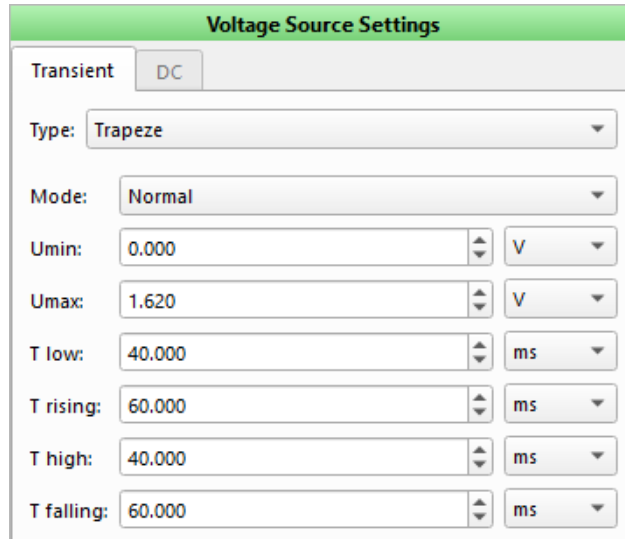 Voltage Source Settings
Transient DC
Type: Trapeze
Mode: Normal
Umin: 0.000 V
Umax: 1.620 V
T low: 40.000 ms
T rising: 60.000 ms
T high: 40.000 ms
T falling: 60.000 ms